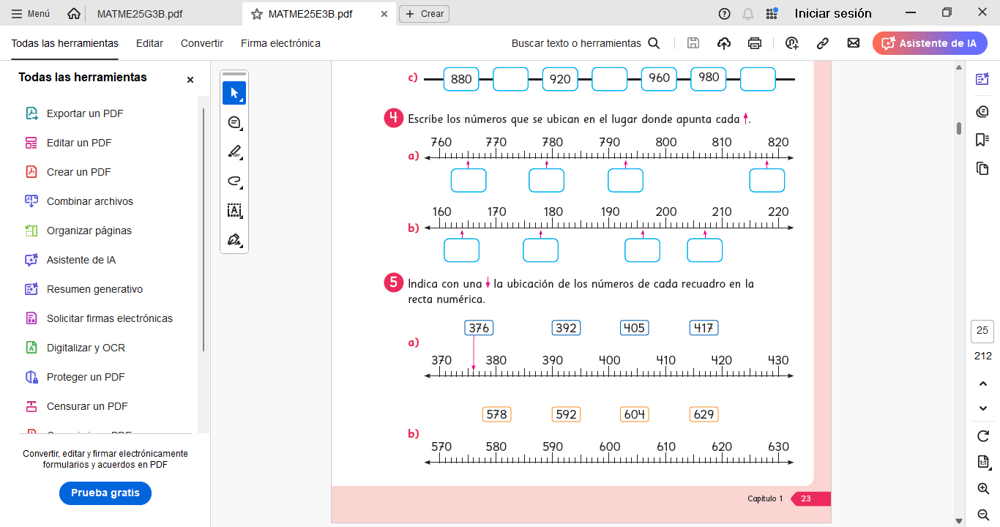 Menú
MATME25G3B.pdf
MATME25E3B.pdf
Crear
Iniciar sesión
Todas las herramientas
Editar
Convertir
Firma electrónica
Buscar texto o herramientas
Asistente de IA
Todas las herramientas
Exportar un PDF
Editar un PDF
Crear un PDF
Combinar archivos
Organizar páginas
Asistente de IA
Resumen generativo
Solicitar firmas electrónicas
Digitalizar y OCR
Proteger un PDF
Censurar un PDF
Convertir, editar y firmar electrónicamente
formularios y acuerdos en PDF
Prueba gratis
c) 880 920 960 980
4 Escribe los números que se ubican en el lugar donde apunta cada .
760 770 780 790 800 810 820
a)
160 170 180 190 200 210 220
b)
5 Indica con una la ubicación de los números de cada recuadro en la
recta numérica.
376 392 405 417
a)
370 380 390 400 410 420 430
578 592 604 629
b)
570 580 590 600 610 620 630
Capítulo 1 23
25
212
1:1